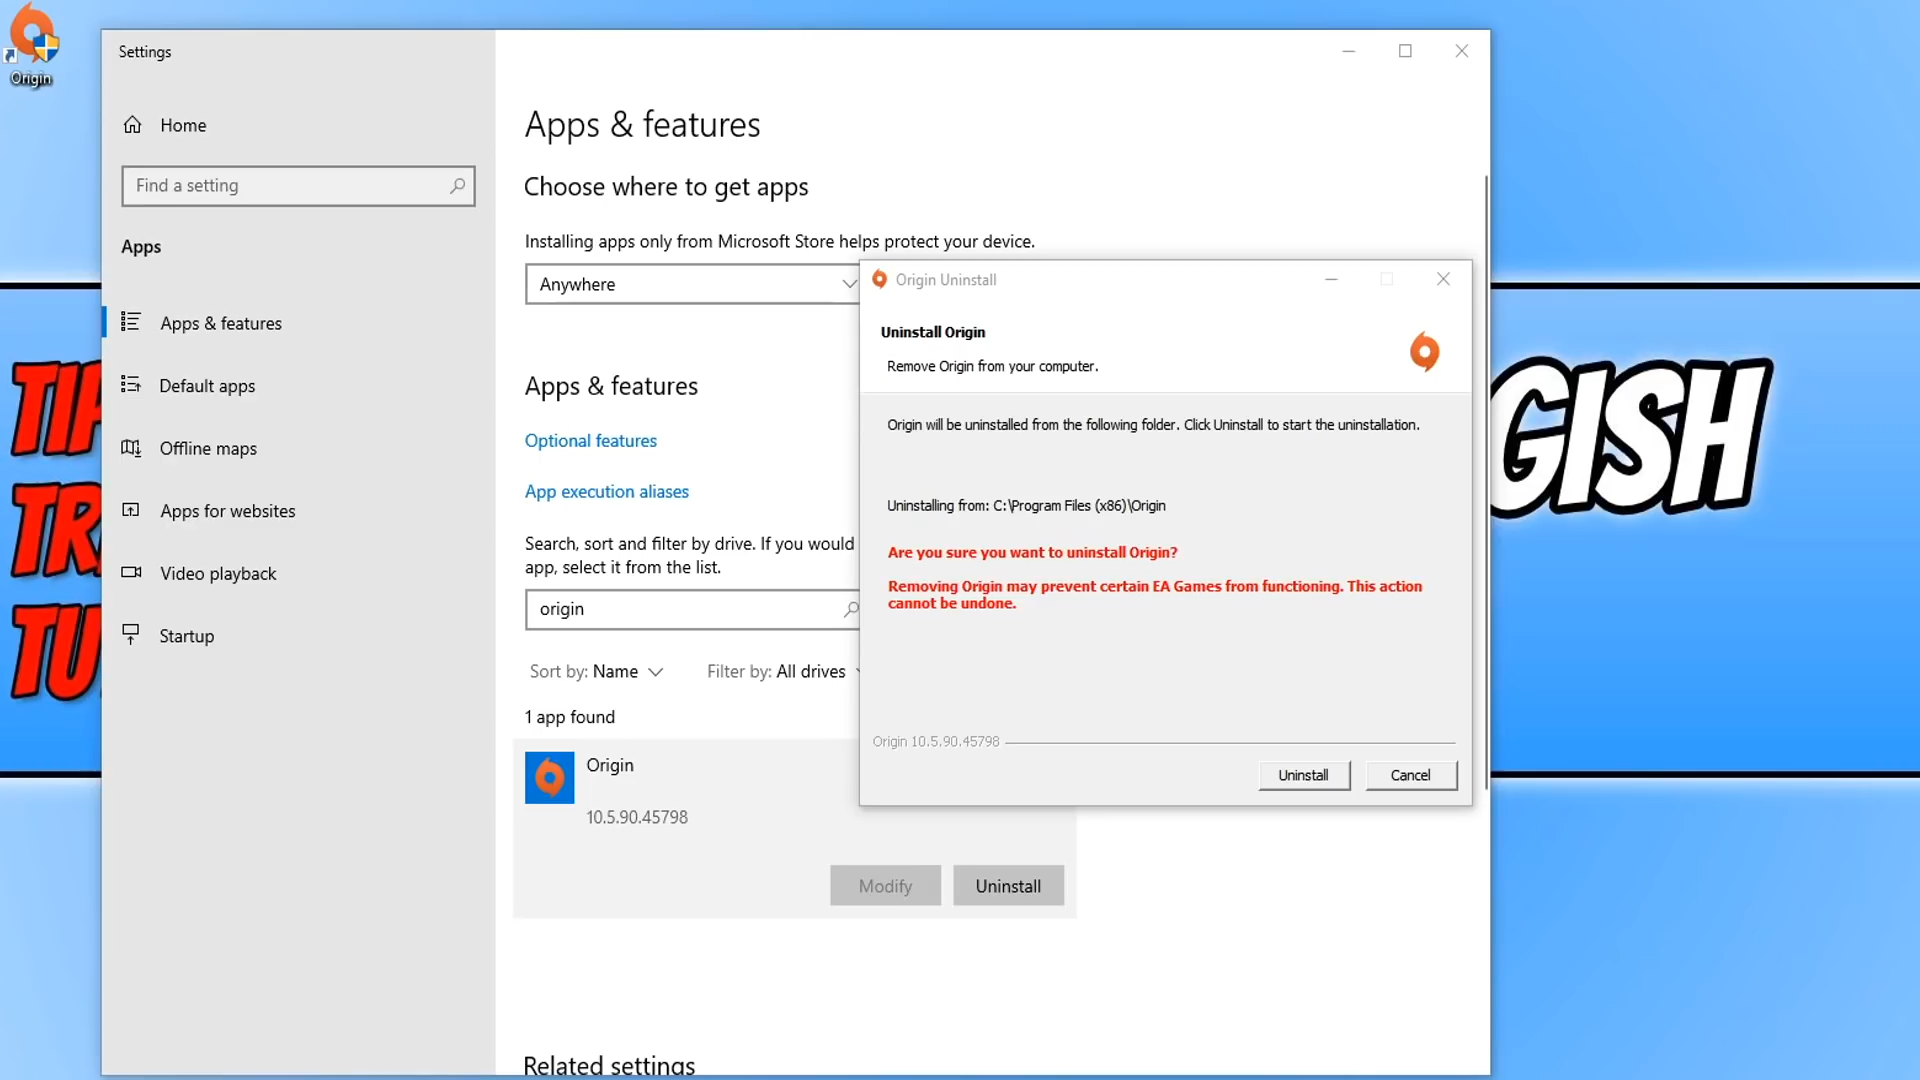 Origin
Settings
Home
Find a setting
Apps
Apps & features
Default apps
Offline maps
Apps for websites
Video playback
Startup
Apps & features
Choose where to get apps
Installing apps only from Microsoft Store helps protect your device.
Anywhere
Apps & features
Optional features
App execution aliases
Search, sort and filter by drive. If you would
app, select it from the list.
origin
Sort by: Name
Filter by: All drives
1 app found
Origin
10.5.90.45798
Modify
Uninstall
Related settings
Origin Uninstall
Uninstall Origin
Remove Origin from your computer.
Origin will be uninstalled from the following folder. Click Uninstall to start the uninstallation.
Uninstalling from: C:\Program Files (x86)\Origin
Are you sure you want to uninstall Origin?
Removing Origin may prevent certain EA Games from functioning. This action
cannot be undone.
Origin 10.5.90.45798
Uninstall
Cancel
TIP
TR
TU
GISH